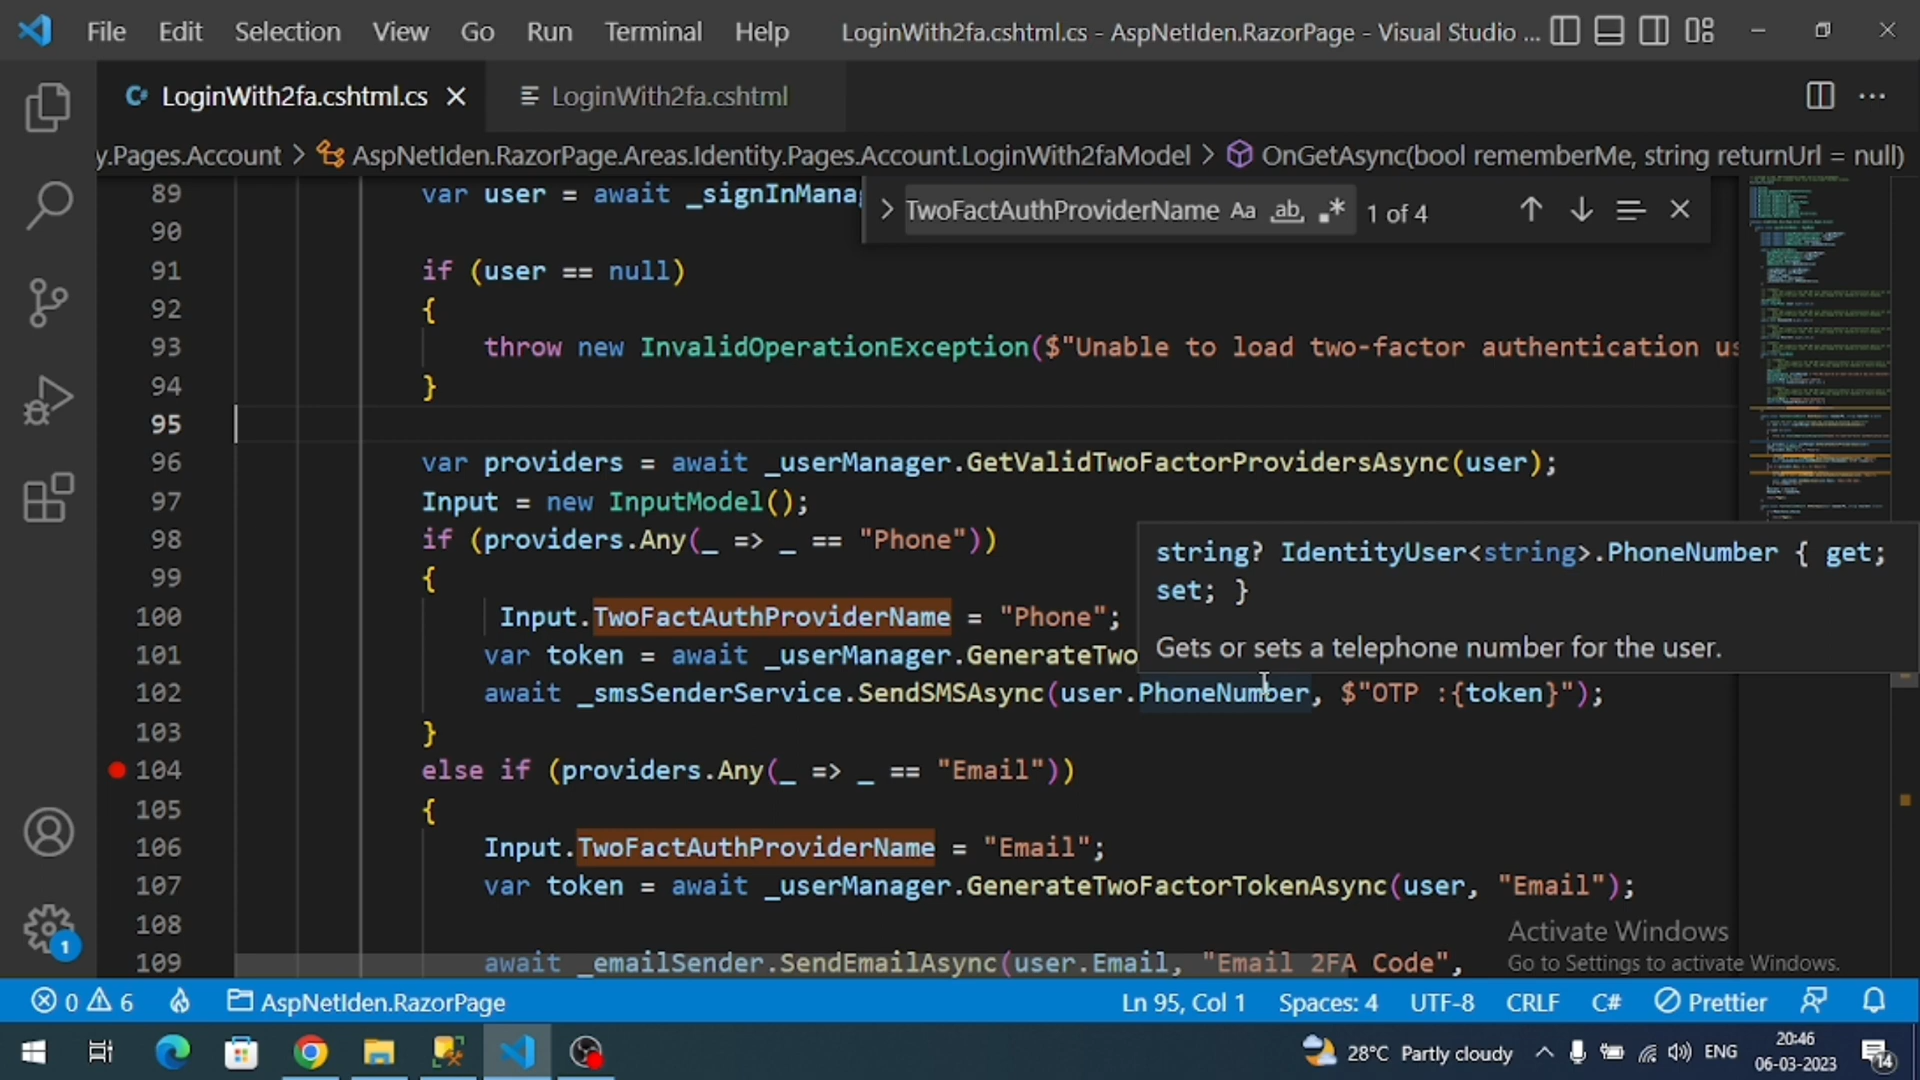 File Edit Selection View Go Run Terminal Help LoginWith2fa.cshtml.cs - AspNetIden.RazorPage - Visual Studio ...
LoginWith2fa.cshtml.cs LoginWith2fa.cshtml
y.Pages.Account > AspNetIden.RazorPage.Areas.Identity.Pages.Account.LoginWith2faModel > OnGetAsync(bool rememberMe, string returnUrl = null)
TwoFactAuthProviderName Aa ab .* 1 of 4
89 var user = await _signInManag
90
91 if (user == null)
92 {
93 throw new InvalidOperationException($"Unable to load two-factor authentication us
94 }
95
96 var providers = await _userManager.GetValidTwoFactorProvidersAsync(user);
97 Input = new InputModel();
98 if (providers.Any(_ => _ == "Phone"))
99 {
string? IdentityUser<string>.PhoneNumber { get;
set; }
Gets or sets a telephone number for the user.
100 Input.TwoFactAuthProviderName = "Phone";
101 var token = await _userManager.GenerateTwo
102 await _smsSenderService.SendSMSAsync(user.PhoneNumber, $"OTP :{token}");
103 }
104 else if (providers.Any(_ => _ == "Email"))
105 {
106 Input.TwoFactAuthProviderName = "Email";
107 var token = await _userManager.GenerateTwoFactorTokenAsync(user, "Email");
108
109 await _emailSender.SendEmailAsync(user.Email, "Email 2FA Code",
Activate Windows
Go to Settings to activate Windows.
1
0 6 AspNetIden.RazorPage Ln 95, Col 1 Spaces: 4 UTF-8 CRLF C# Prettier
28°C Partly cloudy ENG 20:46
06-03-2023
14